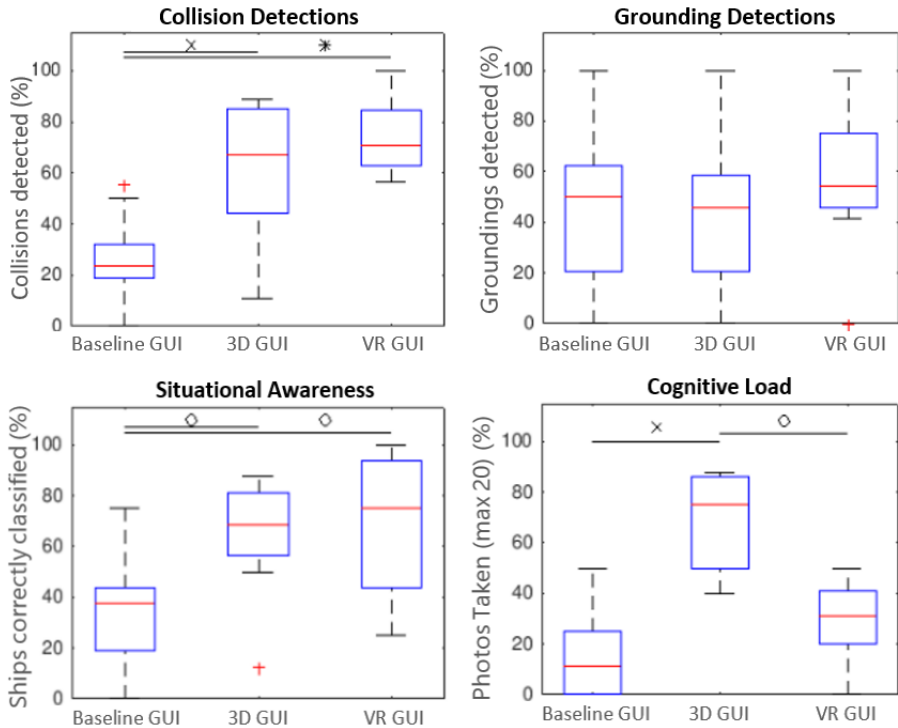 Collision Detections
Collisions detected (%)
100
80
60
40
20
0
Baseline GUI 3D GUI VR GUI
Grounding Detections
Groundings detected (%)
100
80
60
40
20
0
Baseline GUI 3D GUI VR GUI
Situational Awareness
Ships correctly classified (%)
100
80
60
40
20
0
Baseline GUI 3D GUI VR GUI
Cognitive Load
Photos Taken (max 20) (%)
100
80
60
40
20
0
Baseline GUI 3D GUI VR GUI